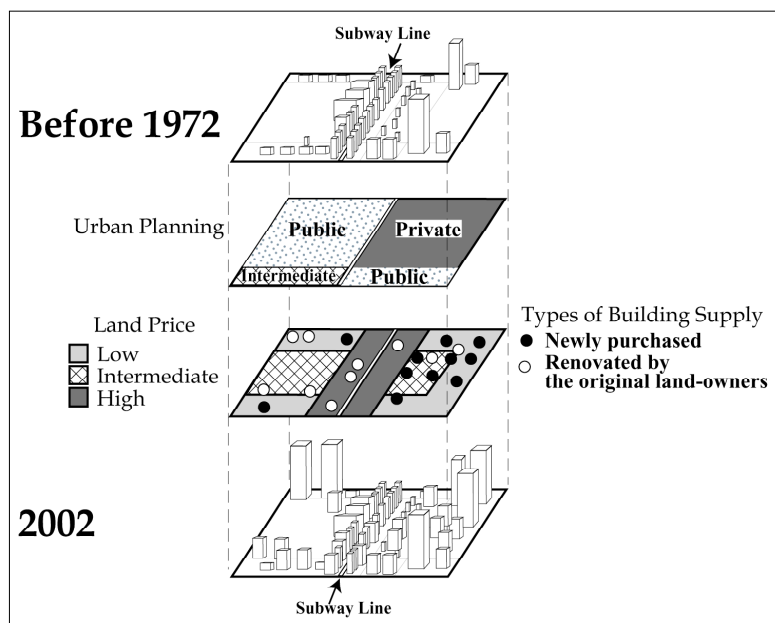 Subway Line
Before 1972
Urban Planning
Public
Private
Intermediate
Public
Land Price
Low
Intermediate
High
Types of Building Supply
Newly purchased
Renovated by
the original land-owners
2002
Subway Line